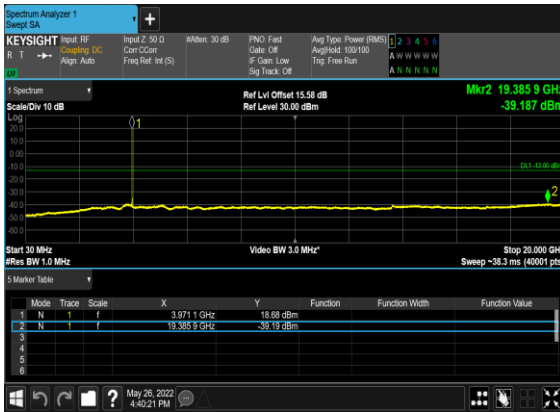 Spectrum Analyzer 1
Swept SA
KEYSIGHT Input: RF Input Z: 50 Ω #Atten: 30 dB PNO: Fast Avg Type: Power (RMS) 1 2 3 4 5 6
R T Coupling: DC Corr CCorr Gate: Off Avg|Hold: 100/100 A W W W W W
Align: Auto Freq Ref: Int (S) IF Gain: Low Trig: Free Run
Sig Track: Off A N N N N N
1 Spectrum Ref Lvl Offset 15.58 dB Mkr2 19.385 9 GHz
Scale/Div 10 dB Ref Level 30.00 dBm -39.187 dBm
Log
20.0
10.0
0.00
-10.0
-20.0
-30.0
-40.0
-50.0
-60.0
1
DL1 -13.00 dBm
2
Start 30 MHz Video BW 3.0 MHz* Stop 20.000 GHz
#Res BW 1.0 MHz Sweep ~38.3 ms (40001 pts)
5 Marker Table
Mode Trace Scale X Y Function Function Width Function Value
1 N 1 f 3.971 1 GHz 18.68 dBm
2 N 1 f 19.385 9 GHz -39.19 dBm
3
4
5
6
? May 26, 2022
4:40:21 PM